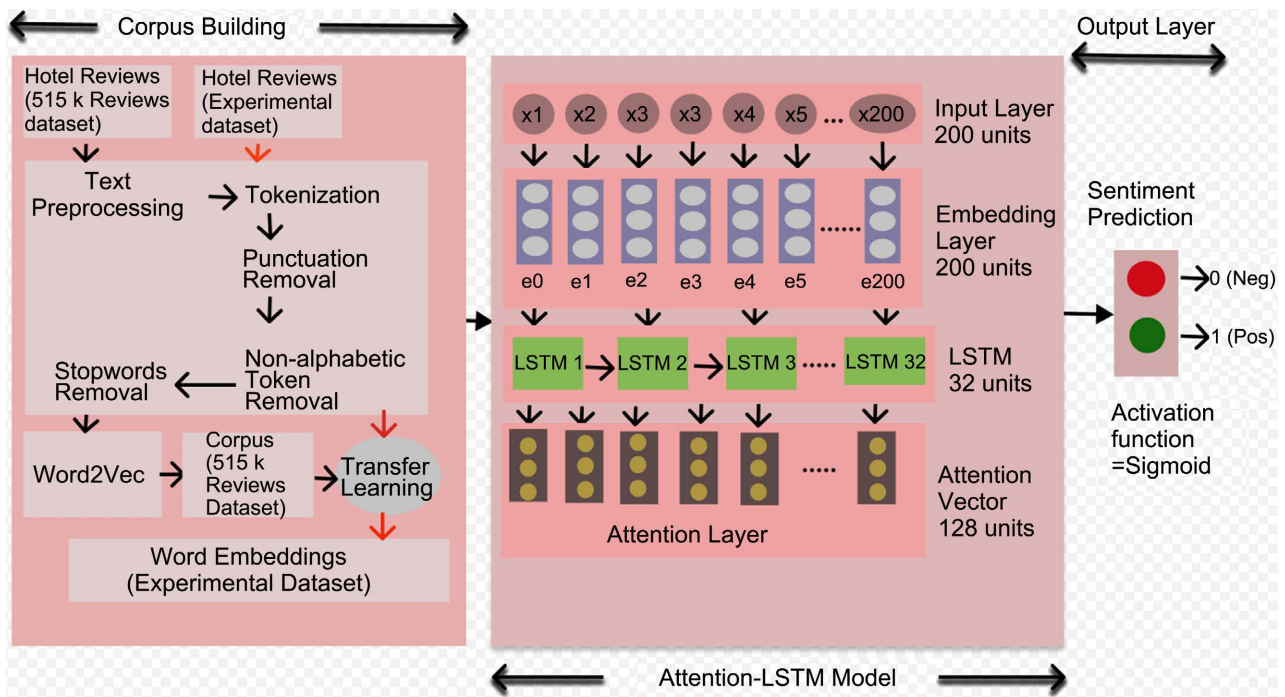 Corpus Building
Output Layer
Hotel Reviews
(515 k Reviews
dataset)
Hotel Reviews
(Experimental
dataset)
Text
Preprocessing
Tokenization
Punctuation
Removal
Non-alphabetic
Token
Removal
Stopwords
Removal
Word2Vec
Corpus
(515 k
Reviews
Dataset)
Transfer
Learning
Word Embeddings
(Experimental Dataset)
x1 x2 x3 x3 x4 x5 ... x200
Input Layer
200 units
.......
Embedding
Layer
200 units
e0 e1 e2 e3 e4 e5 e200
LSTM 1 LSTM 2 LSTM 3 ..... LSTM 32
LSTM
32 units
.....
Attention Layer
Attention
Vector
128 units
Attention-LSTM Model
Sentiment
Prediction
0 (Neg)
1 (Pos)
Activation
function
=Sigmoid